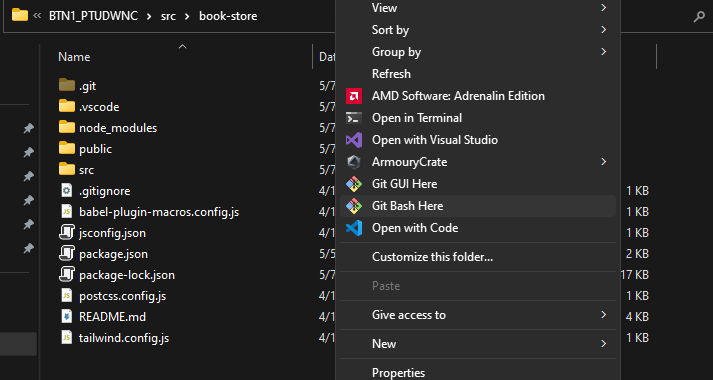 BTN1_PTUDWNC > src > book-store
View
Sort by
Group by
Refresh
AMD Software: Adrenalin Edition
Open in Terminal
Open with Visual Studio
ArmouryCrate
Git GUI Here
Git Bash Here
Open with Code
Customize this folder...
Paste
Give access to
New
Properties
Name Dat
.git 5/7
.vscode 5/7
node_modules 5/7
public 5/7
src 5/7
.gitignore 4/1 1 KB
babel-plugin-macros.config.js 4/1 1 KB
jsconfig.json 4/1 1 KB
package.json 5/5 2 KB
package-lock.json 5/7 17 KB
postcss.config.js 4/1 1 KB
README.md 4/1 4 KB
tailwind.config.js 4/1 1 KB